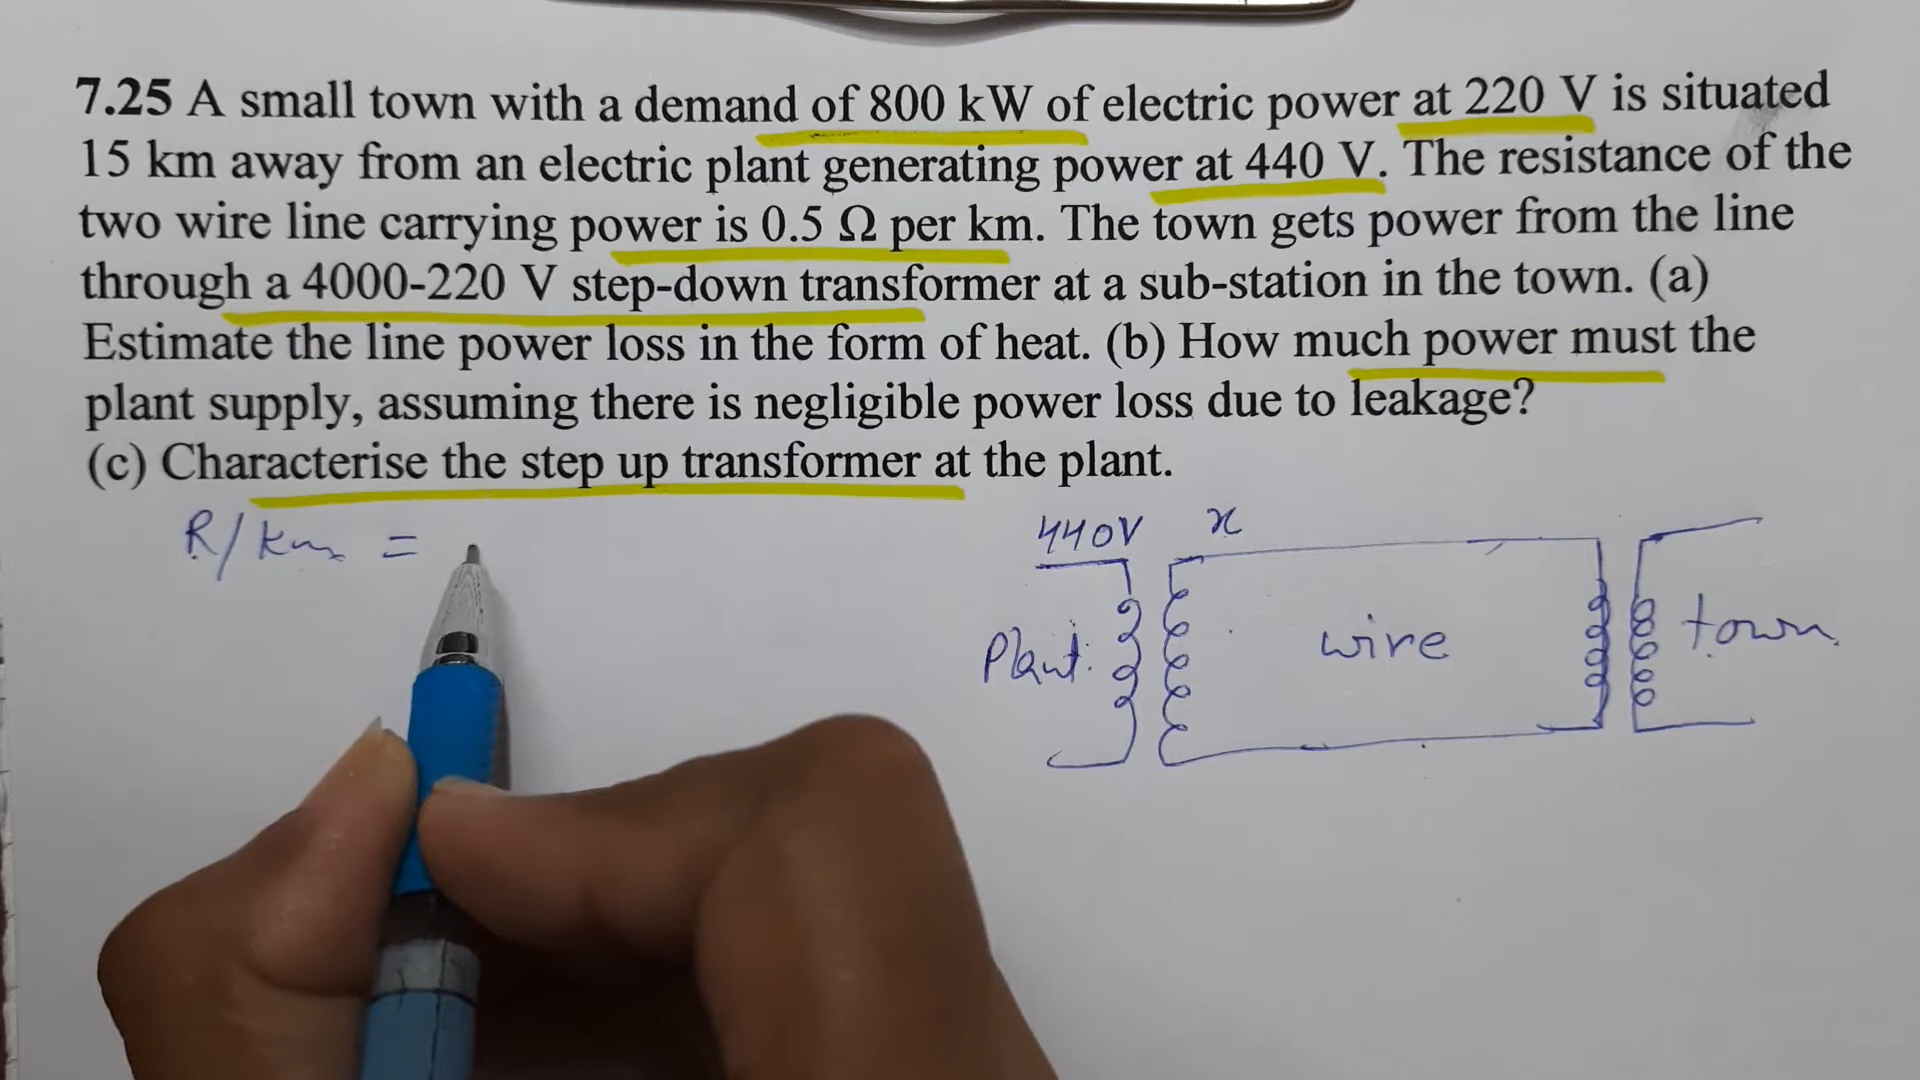 7.25 A small town with a demand of 800 kW of electric power at 220 V is situated
15 km away from an electric plant generating power at 440 V. The resistance of the
two wire line carrying power is 0.5 Ω per km. The town gets power from the line
through a 4000-220 V step-down transformer at a sub-station in the town. (a)
Estimate the line power loss in the form of heat. (b) How much power must the
plant supply, assuming there is negligible power loss due to leakage?
(c) Characterise the step up transformer at the plant.
R/km =
440V x
Plant wire town